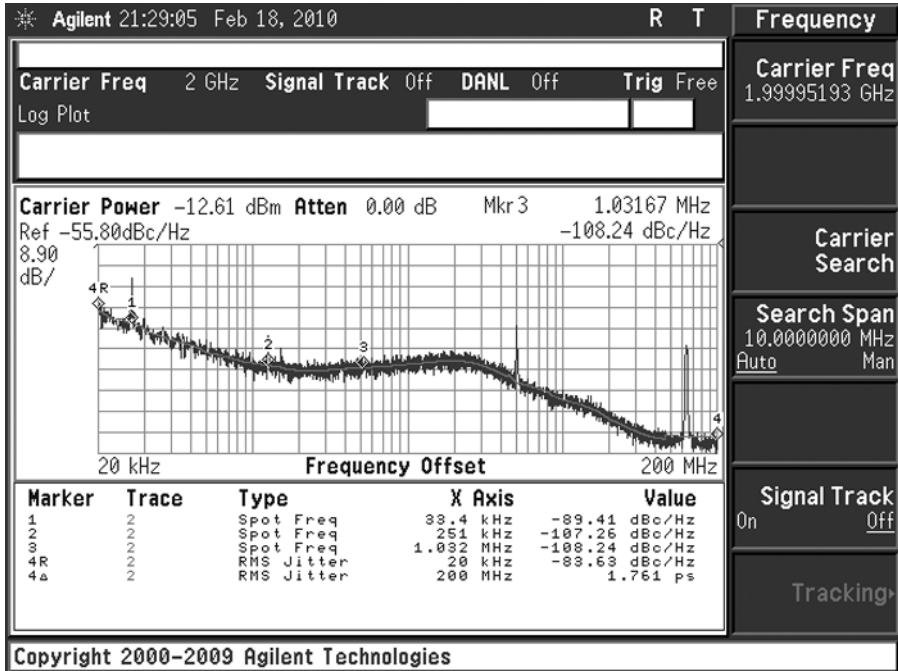 Agilent 21:29:05 Feb 18, 2010 R T
Frequency
Carrier Freq 2 GHz Signal Track Off DANL Off Trig Free
Log Plot
Carrier Freq
1.99995193 GHz
Carrier Power -12.61 dBm Atten 0.00 dB Mkr3 1.03167 MHz
Ref -55.80dBc/Hz -108.24 dBc/Hz
8.90
dB/
4R
1
2
3
4
20 kHz Frequency Offset 200 MHz
Carrier
Search
Search Span
10.0000000 MHz
Auto Man
Marker Trace Type X Axis Value
1 2 Spot Freq 33.4 kHz -89.41 dBc/Hz
2 2 Spot Freq 251 kHz -107.26 dBc/Hz
3 2 Spot Freq 1.032 MHz -108.24 dBc/Hz
4R 2 RMS Jitter 20 kHz -83.63 dBc/Hz
4△ 2 RMS Jitter 200 MHz 1.761 ps
Signal Track
On Off
Tracking
Copyright 2000-2009 Agilent Technologies